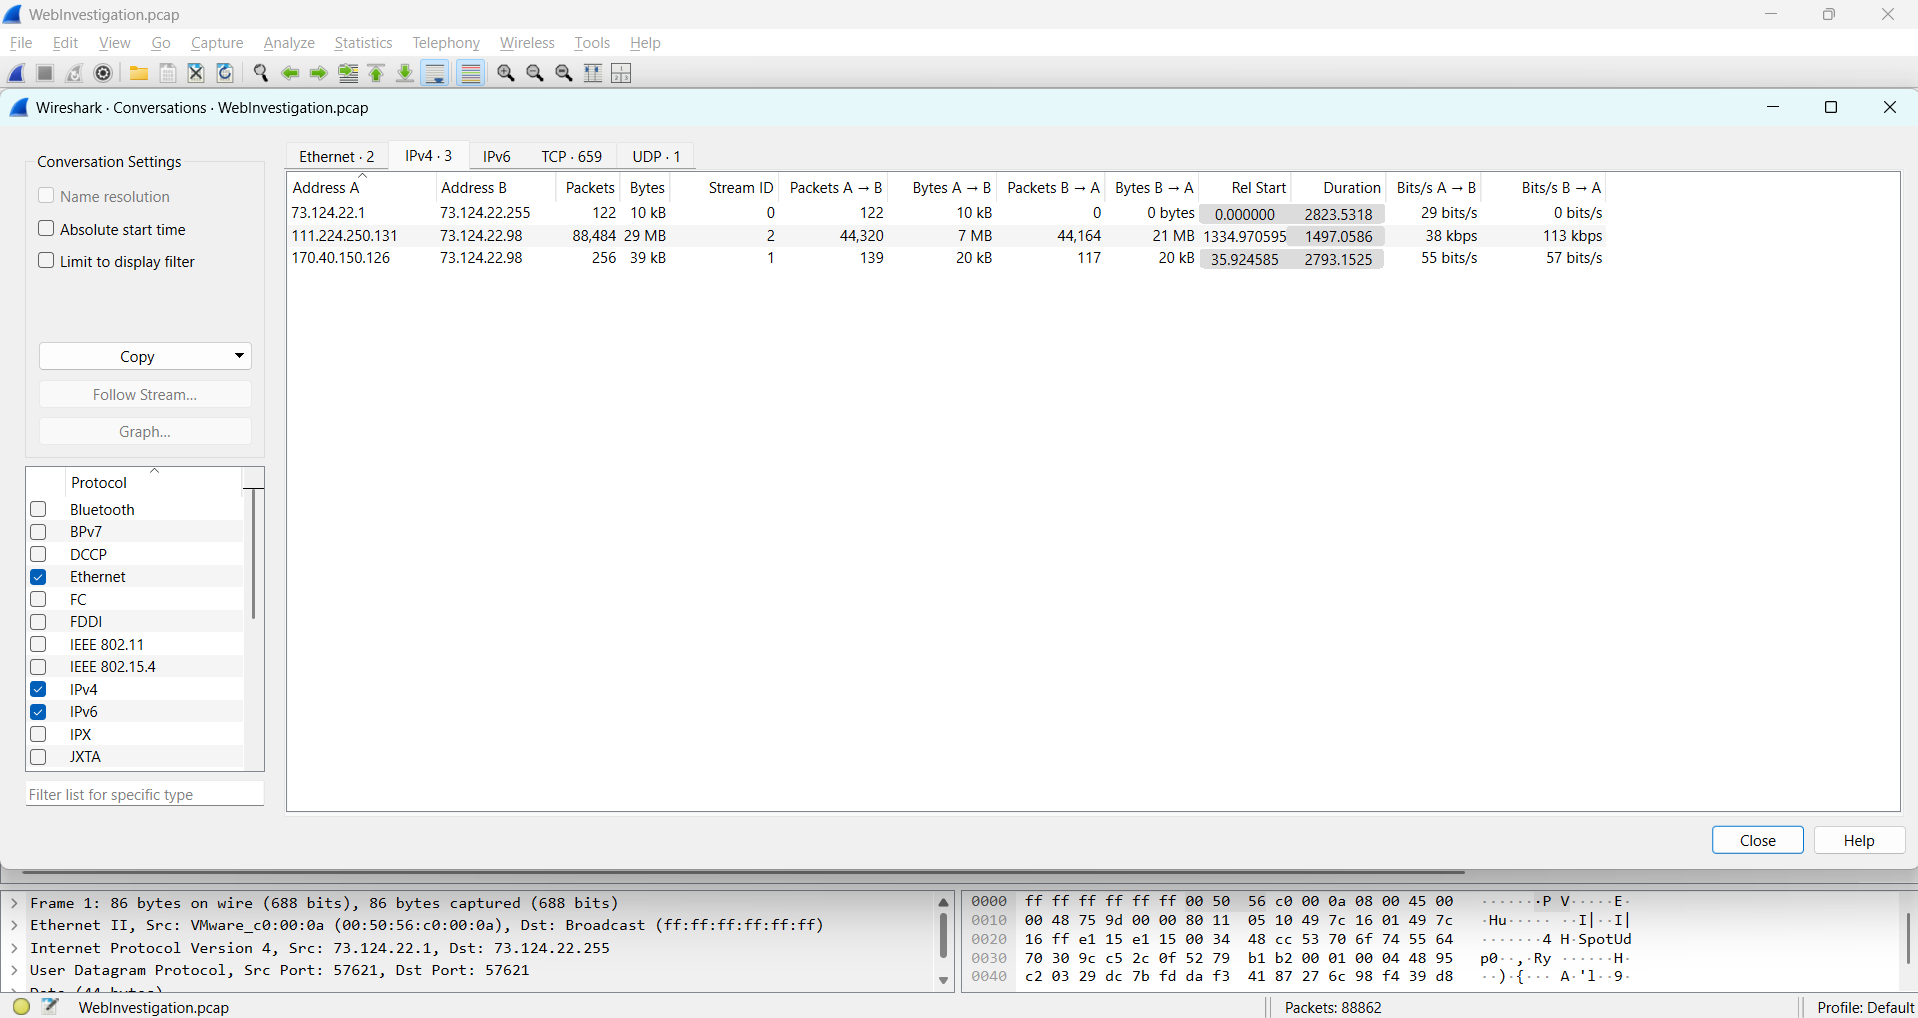 WebInvestigation.pcap
File Edit View Go Capture Analyze Statistics Telephony Wireless Tools Help
Wireshark · Conversations · WebInvestigation.pcap
Conversation Settings
Name resolution
Absolute start time
Limit to display filter
Copy
Follow Stream...
Graph...
Protocol
Bluetooth
BPv7
DCCP
Ethernet
FC
FDDI
IEEE 802.11
IEEE 802.15.4
IPv4
IPv6
IPX
JXTA
Filter list for specific type
Ethernet · 2 IPv4 · 3 IPv6 TCP · 659 UDP · 1
Address A Address B Packets Bytes Stream ID Packets A → B Bytes A → B Packets B → A Bytes B → A Rel Start Duration Bits/s A → B Bits/s B → A
73.124.22.1 73.124.22.255 122 10 kB 0 122 10 kB 0 0 bytes 0.000000 2823.5318 29 bits/s 0 bits/s
111.224.250.131 73.124.22.98 88,484 29 MB 2 44,320 7 MB 44,164 21 MB 1334.970595 1497.0586 38 kbps 113 kbps
170.40.150.126 73.124.22.98 256 39 kB 1 139 20 kB 117 20 kB 35.924585 2793.1525 55 bits/s 57 bits/s
Close Help
Frame 1: 86 bytes on wire (688 bits), 86 bytes captured (688 bits)
Ethernet II, Src: VMware_c0:00:0a (00:50:56:c0:00:0a), Dst: Broadcast (ff:ff:ff:ff:ff:ff)
Internet Protocol Version 4, Src: 73.124.22.1, Dst: 73.124.22.255
User Datagram Protocol, Src Port: 57621, Dst Port: 57621
Data (44 bytes)
0000 ff ff ff ff ff ff 00 50 56 c0 00 0a 08 00 45 00 ·······P V·····E·
0010 00 48 75 9d 00 00 80 11 05 10 49 7c 16 01 49 7c ·Hu····· ··I|··I|
0020 16 ff e1 15 e1 15 00 34 48 cc 53 70 6f 74 55 64 ·······4 H·SpotUd
0030 70 30 9c c5 2c 0f 52 79 b1 b2 00 01 00 04 48 95 p0··,·Ry ······H·
0040 c2 03 29 dc 7b fd da f3 41 87 27 6c 98 f4 39 d8 ··)·{··· A·'l··9·
WebInvestigation.pcap Packets: 88862 Profile: Default